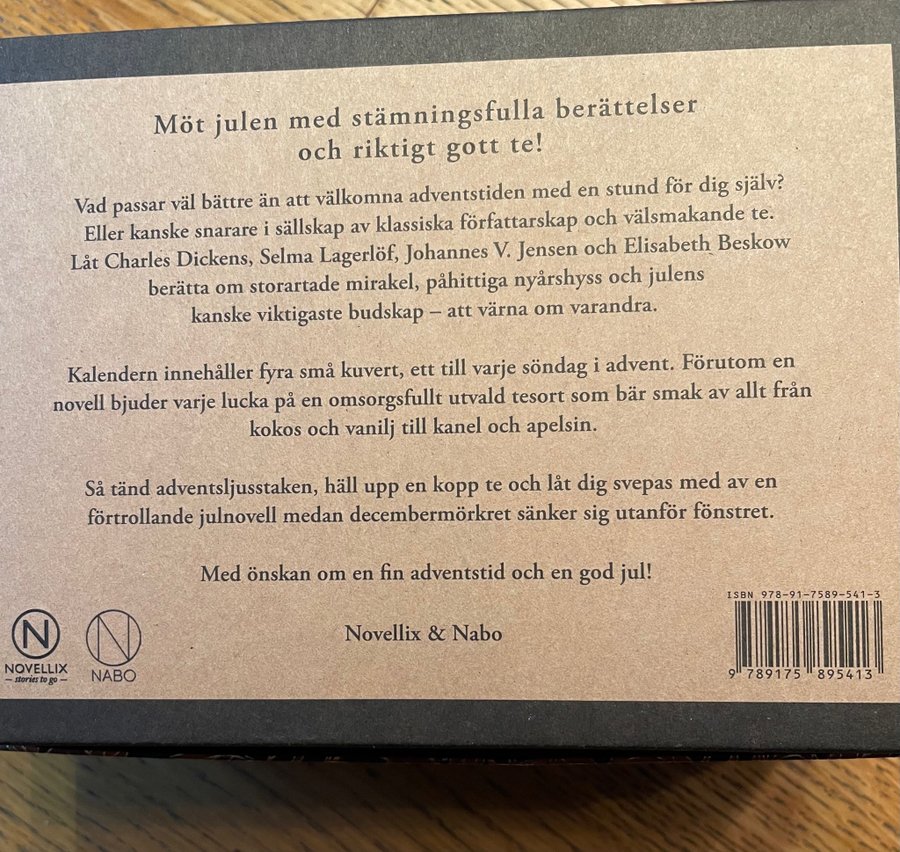 Möt julen med stämningsfulla berättelser
och riktigt gott te!
Vad passar väl bättre än att välkomna adventstiden med en stund för dig själv?
Eller kanske snarare i sällskap av klassiska författarskap och välsmakande te.
Låt Charles Dickens, Selma Lagerlöf, Johannes V. Jensen och Elisabeth Beskow
berätta om storartade mirakel, påhittiga nyårshyss och julens
kanske viktigaste budskap – att värna om varandra.
Kalendern innehåller fyra små kuvert, ett till varje söndag i advent. Förutom en
novell bjuder varje lucka på en omsorgsfullt utvald tesort som bär smak av allt från
kokos och vanilj till kanel och apelsin.
Så tänd adventsljusstaken, häll upp en kopp te och låt dig svepas med av en
förtrollande julnovell medan decembermörkret sänker sig utanför fönstret.
Med önskan om en fin adventstid och en god jul!
Novellix & Nabo
N
NOVELLIX
– stories to go –
N
NABO
ISBN 978-91-7589-541-3
9 789175 895413